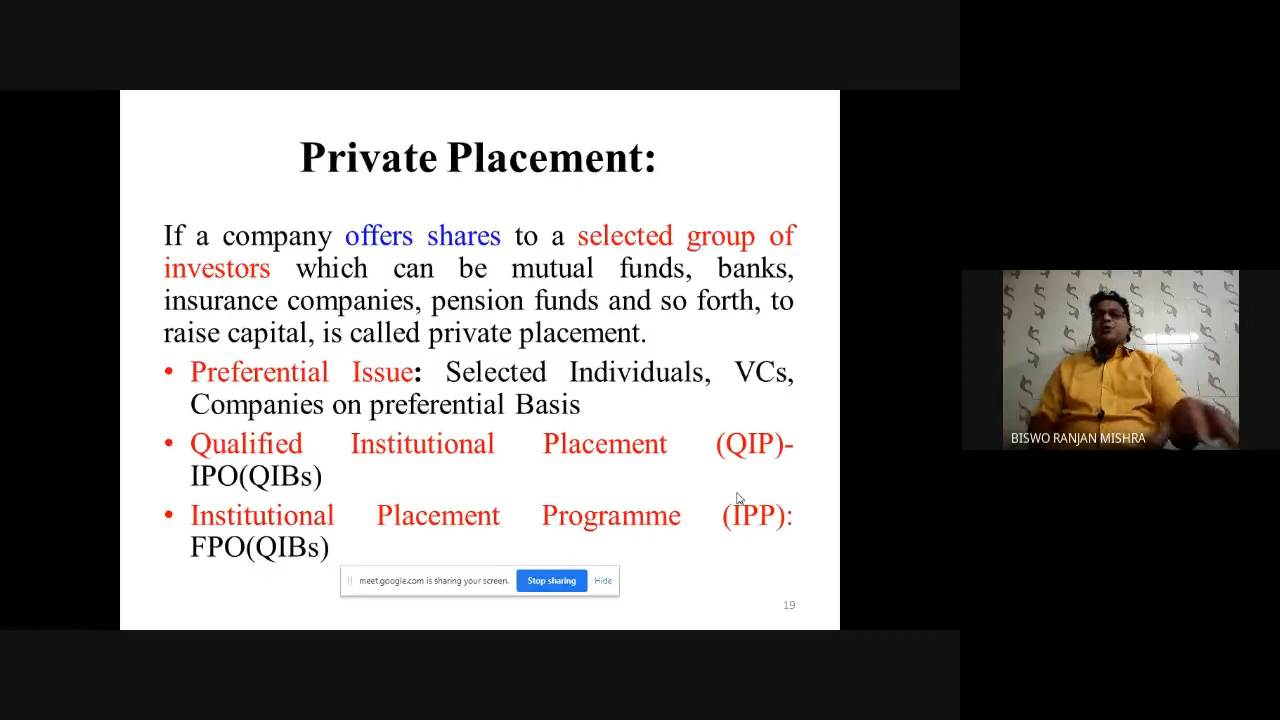 Private Placement:
If a company offers shares to a selected group of
investors which can be mutual funds, banks,
insurance companies, pension funds and so forth, to
raise capital, is called private placement.
• Preferential Issue: Selected Individuals, VCs,
Companies on preferential Basis
• Qualified Institutional Placement (QIP)-
IPO(QIBs)
• Institutional Placement Programme (IPP):
FPO(QIBs)
meet.google.com is sharing your screen. Stop sharing Hide
19
BISWO RANJAN MISHRA